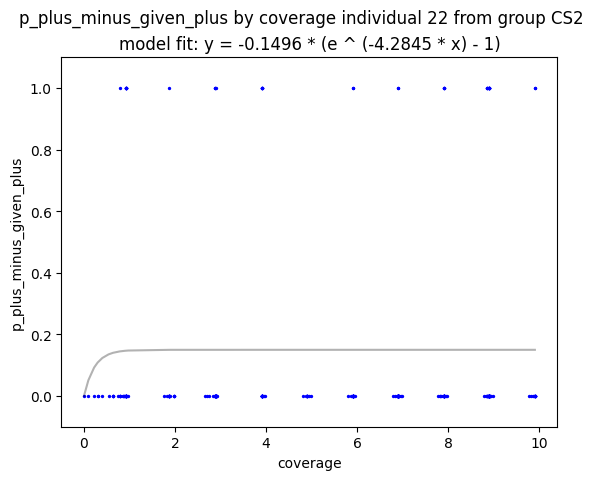 p_plus_minus_given_plus by coverage individual 22 from group CS2
model fit: y = -0.1496 * (e ^ (-4.2845 * x) - 1)
1.0
0.8
0.6
0.4
0.2
0.0
p_plus_minus_given_plus
0 2 4 6 8 10
coverage